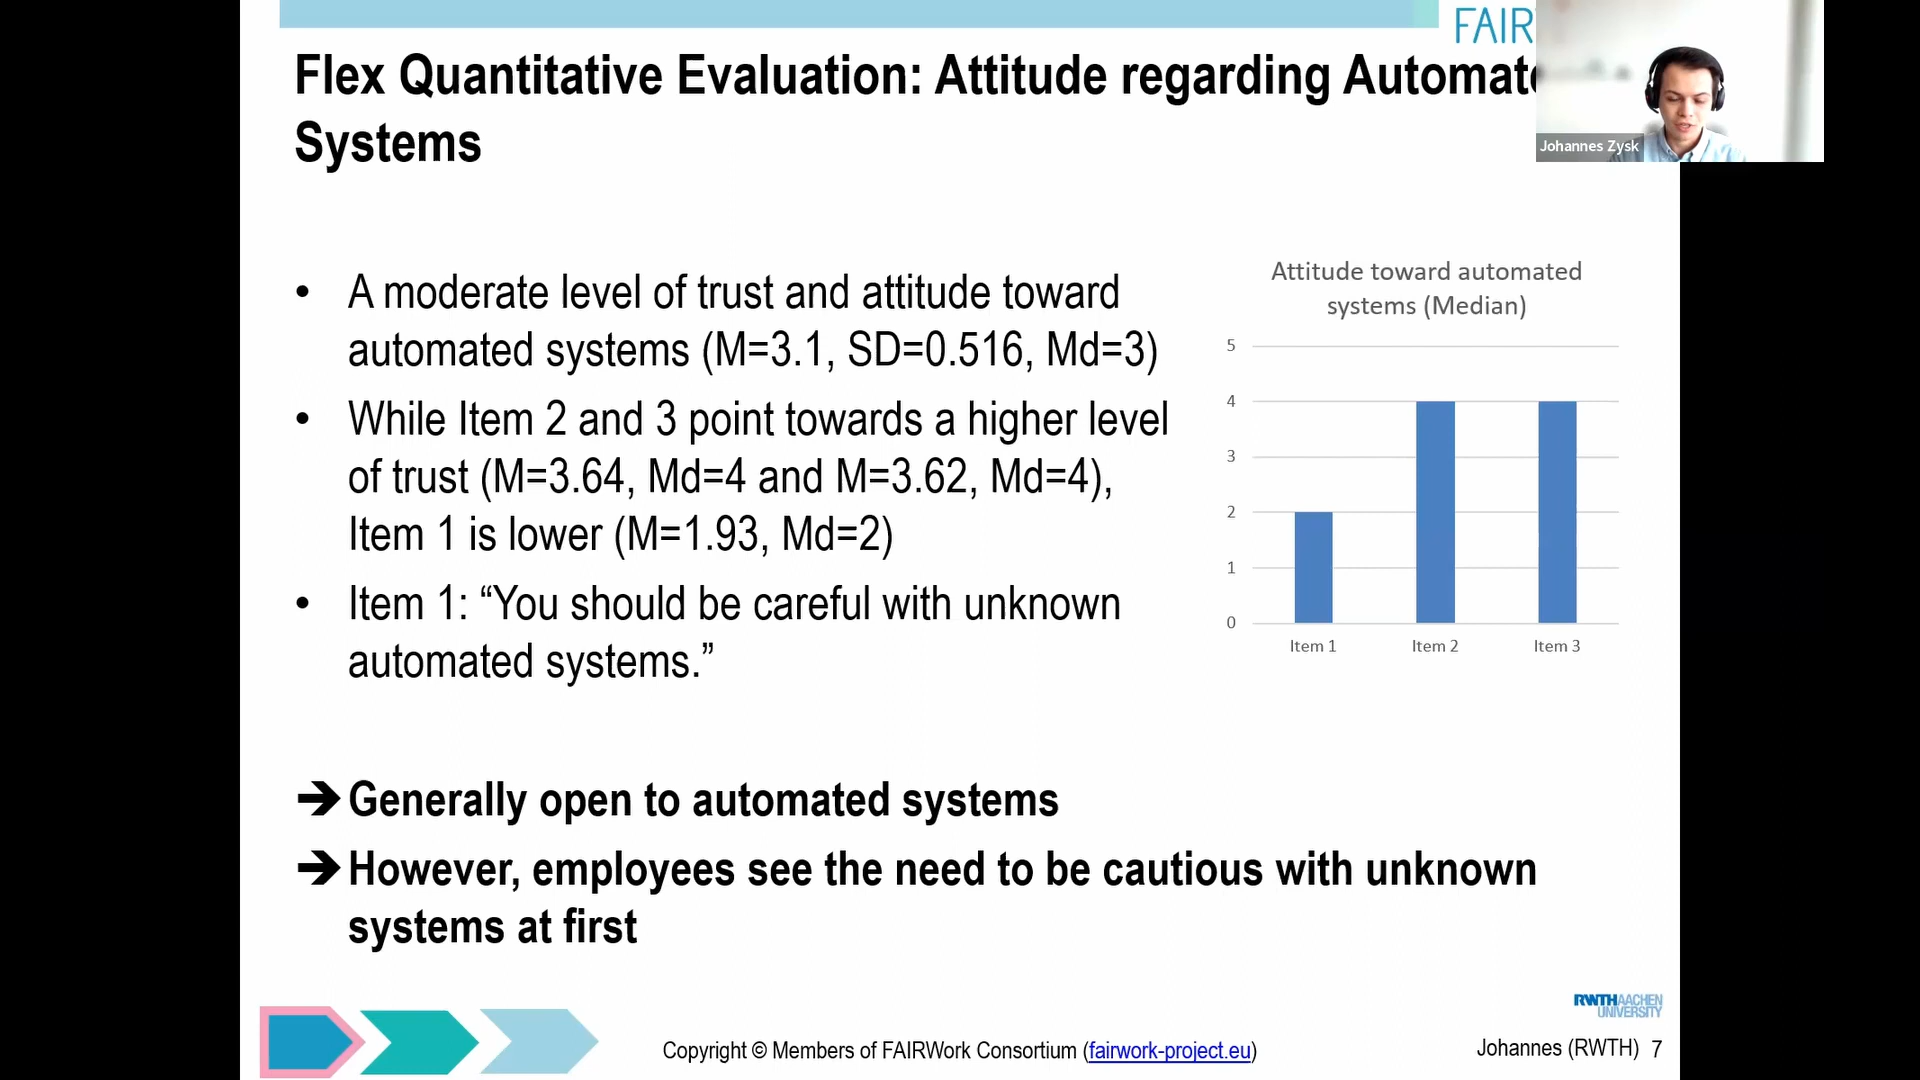 FAIR
Flex Quantitative Evaluation: Attitude regarding
Systems
Johannes Zysk
• A moderate level of trust and attitude toward
automated systems (M=3.1, SD=0.516, Md=3)
• While Item 2 and 3 point towards a higher level
of trust (M=3.64, Md=4 and M=3.62, Md=4),
Item 1 is lower (M=1.93, Md=2)
• Item 1: “You should be careful with unknown
automated systems.”
Attitude toward automated
systems (Median)
5
4
3
2
1
0
Item 1 Item 2 Item 3
➔ Generally open to automated systems
➔ However, employees see the need to be cautious with unknown
systems at first
RWTH AACHEN
UNIVERSITY
Copyright © Members of FAIRWork Consortium (fairwork-project.eu)
Johannes (RWTH) 7